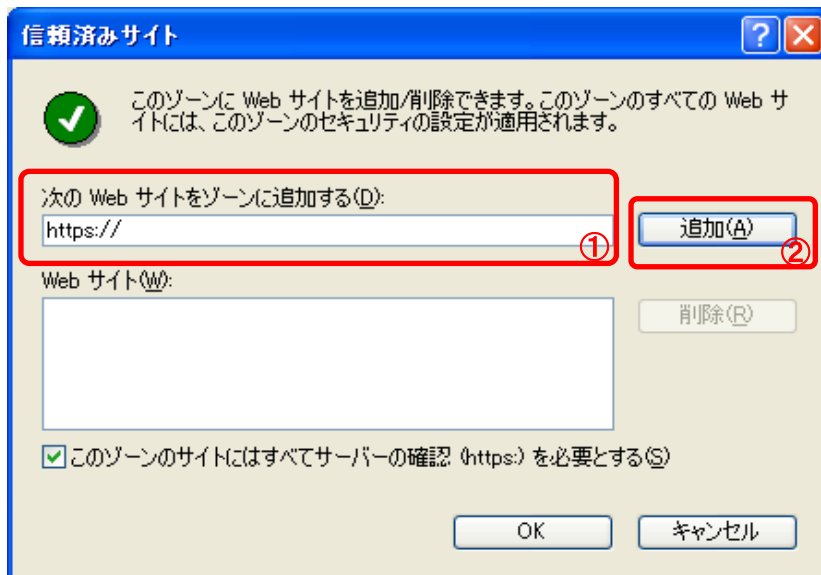 信頼済みサイト
このゾーンに Web サイトを追加/削除できます。このゾーンのすべての Web サ
イトには、このゾーンのセキュリティの設定が適用されます。
次の Web サイトをゾーンに追加する(D):
https://
①
追加(A)
②
Web サイト(W):
削除(R)
このゾーンのサイトにはすべてサーバーの確認 (https:) を必要とする(S)
OK
キャンセル